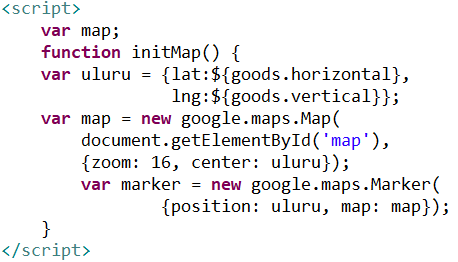 <script>
    var map;
    function initMap() {
    var uluru = {lat:${goods.horizontal},
                 lng:${goods.vertical}};
    var map = new google.maps.Map(
        document.getElementById('map'),
        {zoom: 16, center: uluru});
        var marker = new google.maps.Marker(
                {position: uluru, map: map});
    }
</script>